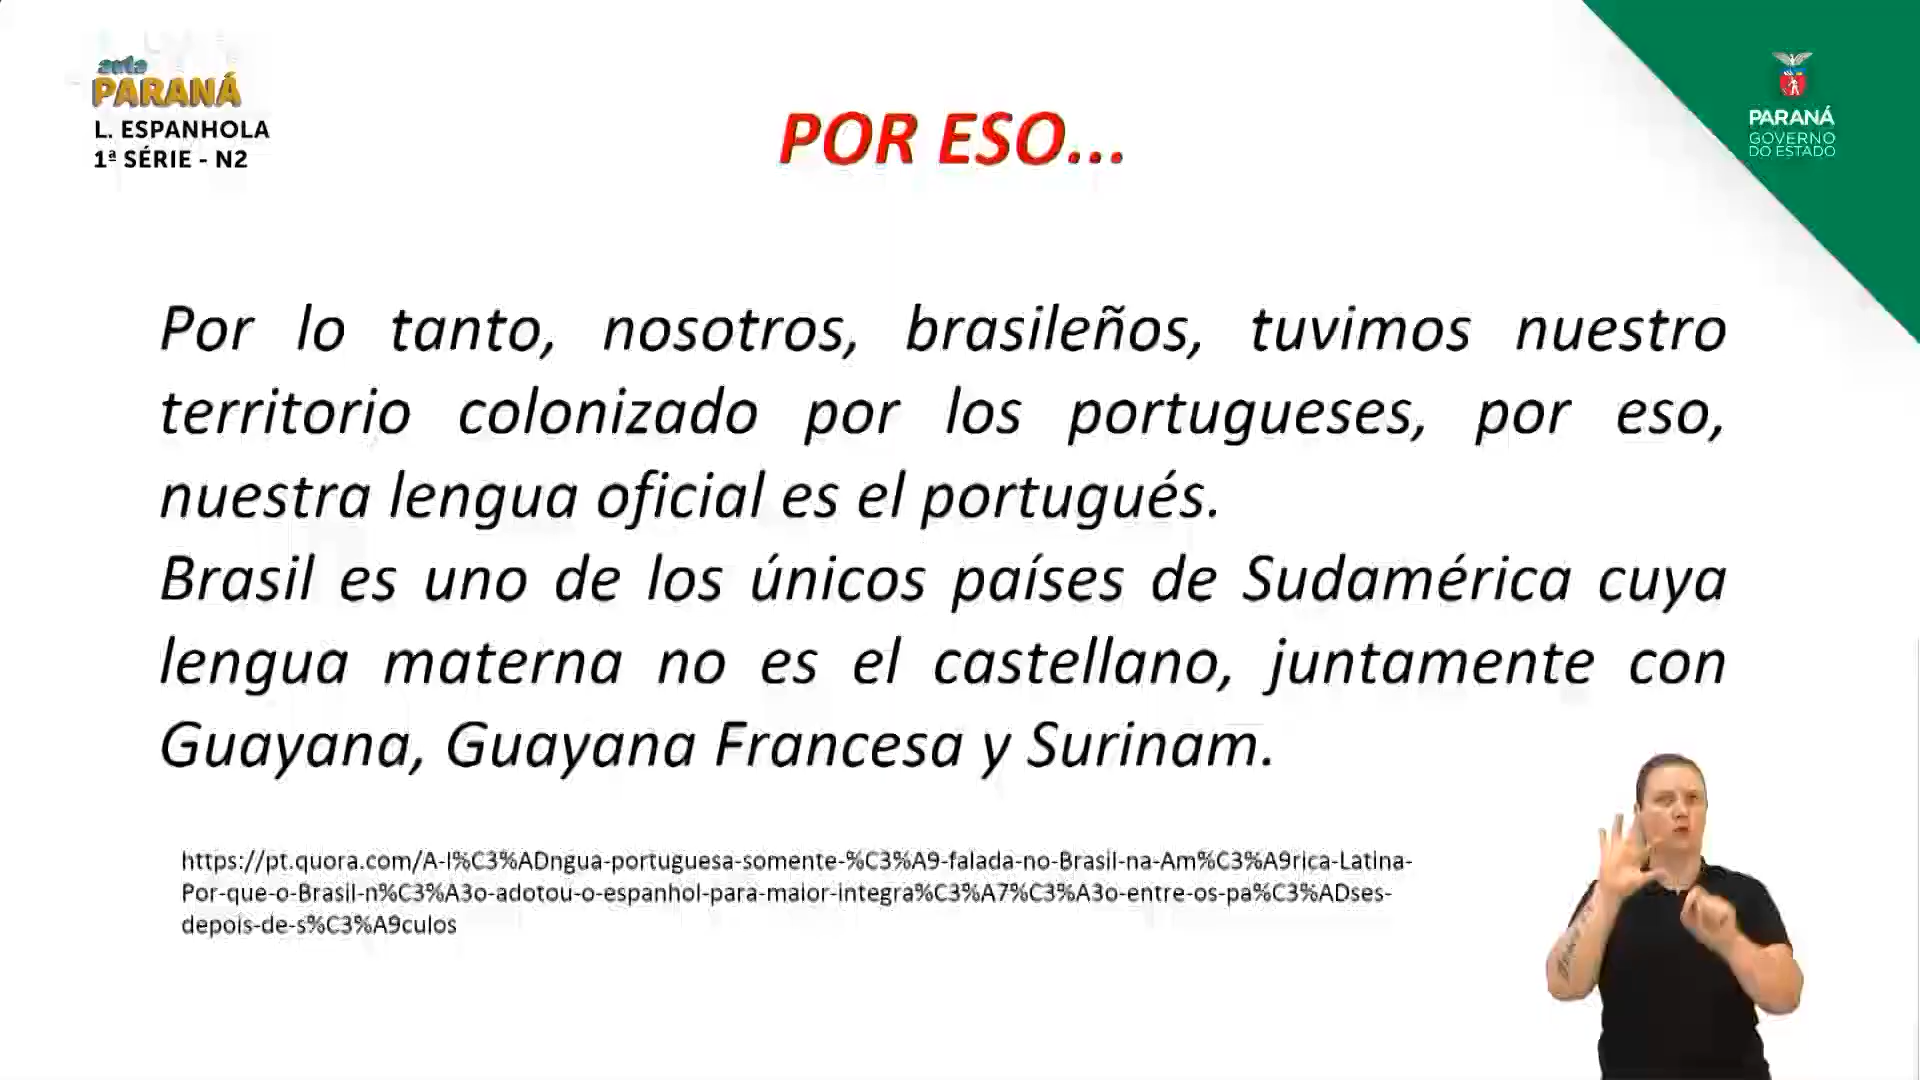 aula
PARANÁ
L. ESPANHOLA
1ª SÉRIE - N2
POR ESO...
PARANÁ
GOVERNO
DO ESTADO
Por lo tanto, nosotros, brasileños, tuvimos nuestro
territorio colonizado por los portugueses, por eso,
nuestra lengua oficial es el portugués.
Brasil es uno de los únicos países de Sudamérica cuya
lengua materna no es el castellano, juntamente con
Guayana, Guayana Francesa y Surinam.
https://pt.quora.com/A-l%C3%ADngua-portuguesa-somente-%C3%A9-falada-no-Brasil-na-Am%C3%A9rica-Latina-
Por-que-o-Brasil-n%C3%A3o-adotou-o-espanhol-para-maior-integra%C3%A7%C3%A3o-entre-os-pa%C3%ADses-
depois-de-s%C3%A9culos